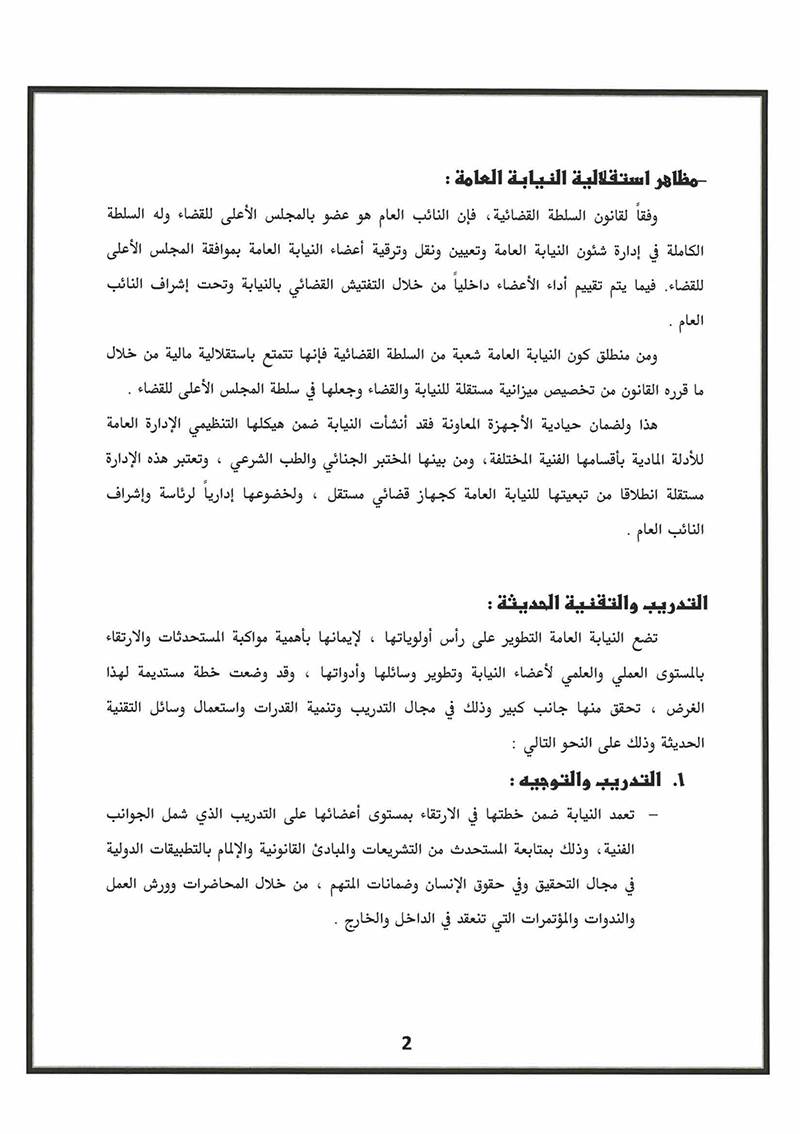 -مظاهر استقلالية النيابة العامة :
وفقاً لقانون السلطة القضائية، فإن النائب العام هو عضو بالمجلس الأعلى للقضاء وله السلطة
الكاملة في إدارة شئون النيابة العامة وتعيين ونقل وترقية أعضاء النيابة العامة بموافقة المجلس الأعلى
للقضاء. فيما يتم تقييم أداء الأعضاء داخلياً من خلال التفتيش القضائي بالنيابة وتحت إشراف النائب
العام .
ومن منطلق كون النيابة العامة شعبة من السلطة القضائية فإنها تتمتع باستقلالية مالية من خلال
ما قرره القانون من تخصيص ميزانية مستقلة للنيابة والقضاء وجعلها في سلطة المجلس الأعلى للقضاء .
هذا ولضمان حيادية الأجهزة المعاونة فقد أنشأت النيابة ضمن هيكلها التنظيمي الإدارة العامة
للأدلة المادية بأقسامها الفنية المختلفة، ومن بينها المختبر الجنائي والطب الشرعي ، وتعتبر هذه الإدارة
مستقلة انطلاقا من تبعيتها للنيابة العامة كجهاز قضائي مستقل ، ولخضوعها إدارياً لرئاسة وإشراف
النائب العام .
التدريب والتقنية الحديثة :
تضع النيابة العامة التطوير على رأس أولوياتها ، لإيمانها بأهمية مواكبة المستحدثات والارتقاء
بالمستوى العملي والعلمي لأعضاء النيابة وتطوير وسائلها وأدواتها ، وقد وضعت خطة مستديمة لهذا
الغرض ، تحقق منها جانب كبير وذلك في مجال التدريب وتنمية القدرات واستعمال وسائل التقنية
الحديثة وذلك على النحو التالي :
١. التدريب والتوجيه :
– تعمد النيابة ضمن خطتها في الارتقاء بمستوى أعضائها على التدريب الذي شمل الجوانب
الفنية، وذلك بمتابعة المستحدث من التشريعات والمبادئ القانونية والإلمام بالتطبيقات الدولية
في مجال التحقيق وفي حقوق الإنسان وضمانات المتهم ، من خلال المحاضرات وورش العمل
والندوات والمؤتمرات التي تنعقد في الداخل والخارج .
2